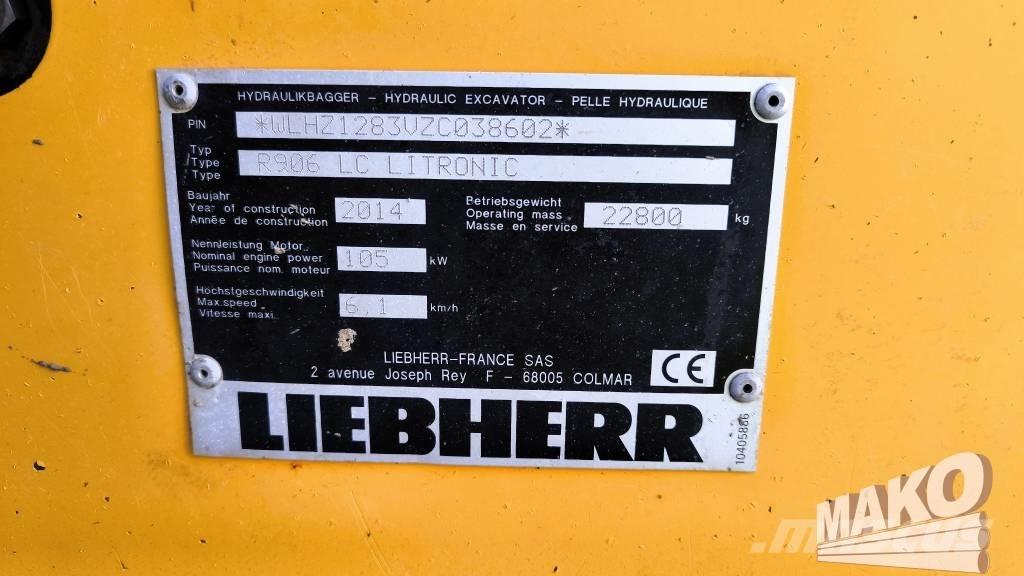 HYDRAULIKBAGGER – HYDRAULIC EXCAVATOR – PELLE HYDRAULIQUE
PIN *WLHZ1283VZC038602*
Typ
Type
Type
R906 LC LITRONIC
Baujahr
Year of construction
Année de construction
2014
Betriebsgewicht
Operating mass
Masse en service
22800 kg
Nennleistung Motor
Nominal engine power
Puissance nom. moteur
105 kW
Höchstgeschwindigkeit
Max.speed
Vitesse maxi.
6,1 km/h
LIEBHERR–FRANCE SAS
2 avenue Joseph Rey F – 68005 COLMAR
CE
LIEBHERR
10405886
MAKO
mascus